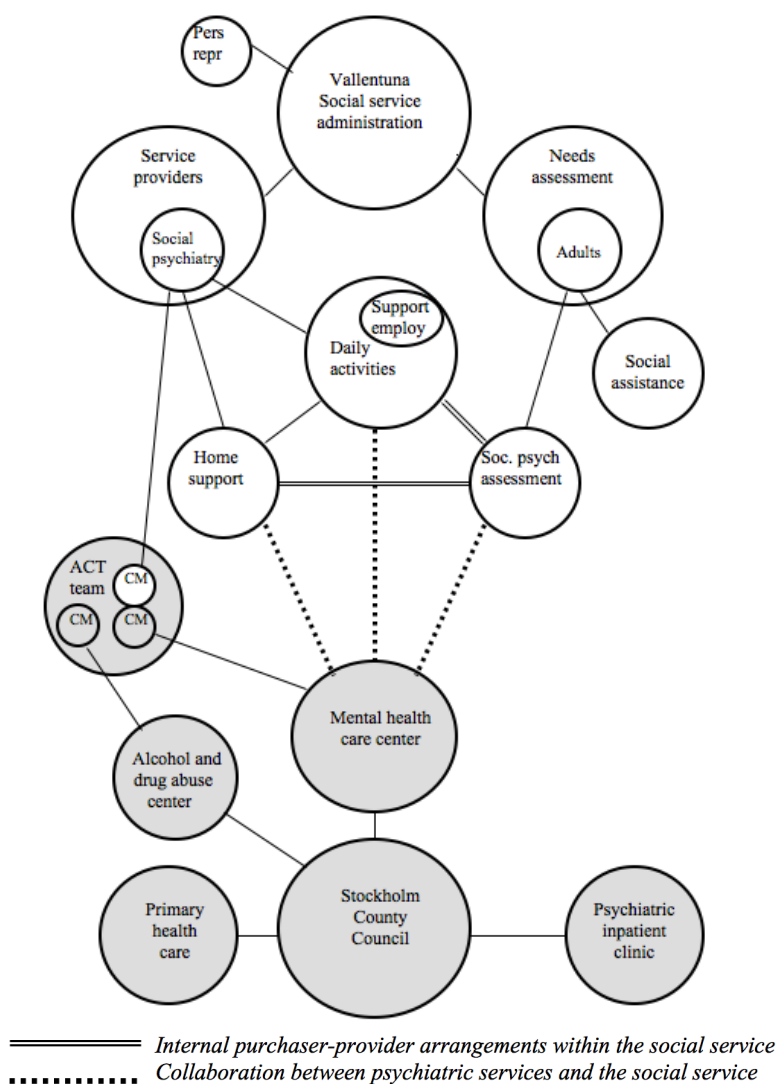 Pers
repr
Vallentuna
Social service
administration
Service
providers
Needs
assessment
Social
psychiatry
Adults
Support
employ
Daily
activities
Social
assistance
Home
support
Soc. psych
assessment
ACT
team
CM
CM
CM
Mental health
care center
Alcohol and
drug abuse
center
Stockholm
County
Council
Primary
health
care
Psychiatric
inpatient
clinic
Internal purchaser-provider arrangements within the social service
Collaboration between psychiatric services and the social service